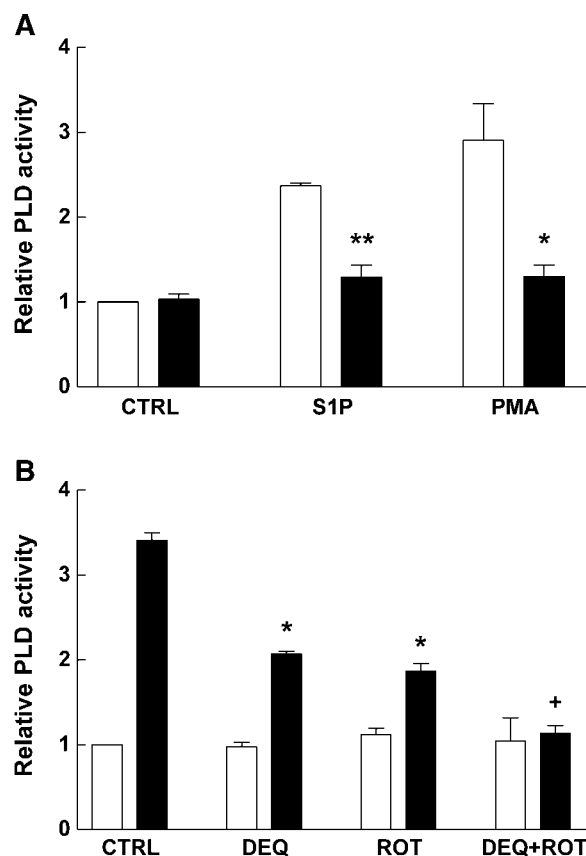 A
Relative PLD activity
4
3
2
1
0
**
*
CTRL S1P PMA
B
Relative PLD activity
4
3
2
1
0
*
*
+
CTRL DEQ ROT DEQ+ROT